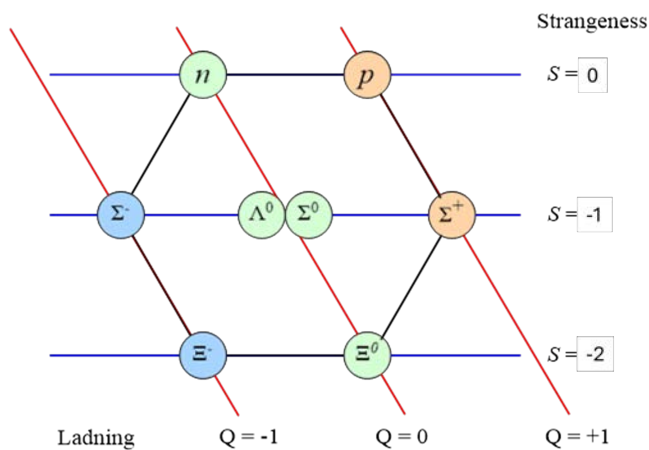 Strangeness
n p S = 0
Σ- Λ0 Σ0 Σ+ S = -1
Ξ- Ξ0 S = -2
Ladning Q = -1 Q = 0 Q = +1